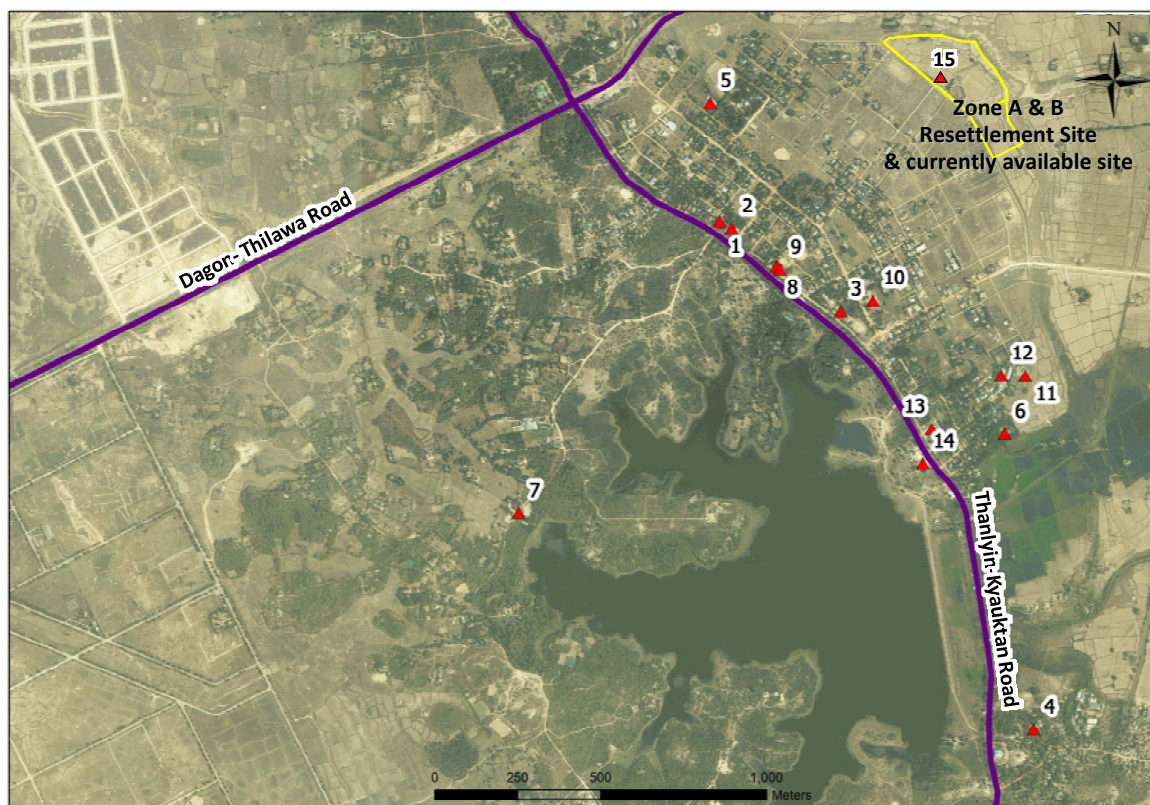 N
15
5
Zone A & B
Resettlement Site
& currently available site
Dagon-Thilawa Road
2
1
9
8
3
10
12
11
13
6
14
7
Thanlyin-Kyauktan Road
4
0
250
500
1,000
Meters